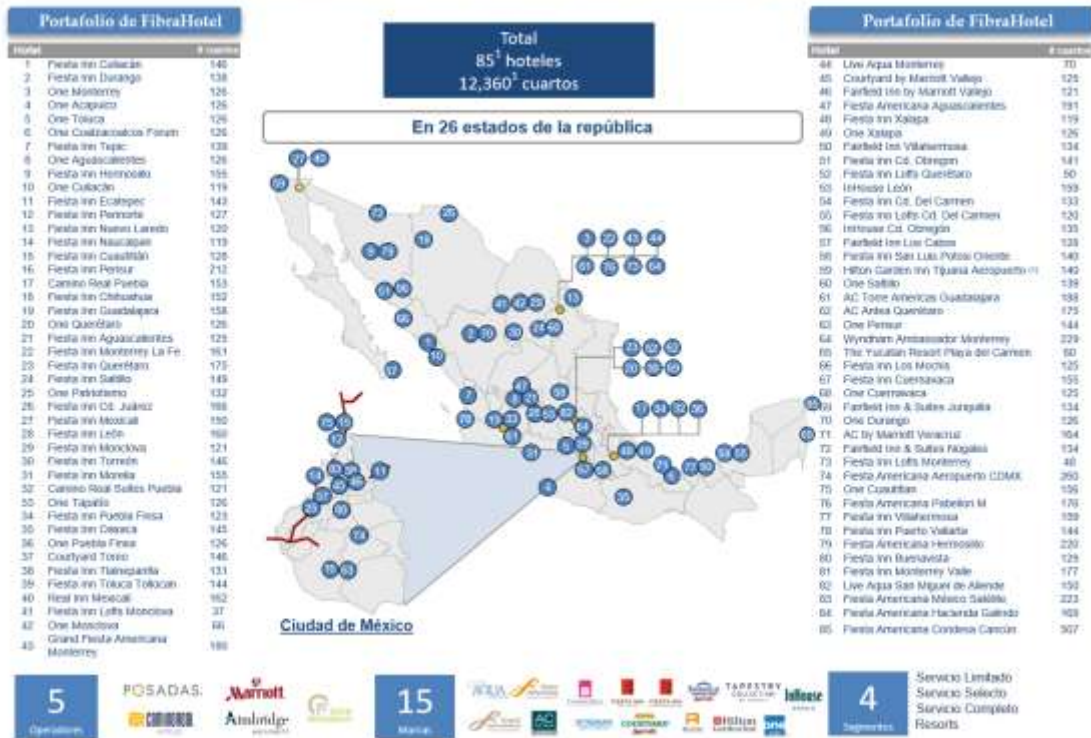 Portafolio de FibraHotel
Hotel # cuartos
1 Fiesta Inn Culiacán 146
2 Fiesta Inn Durango 138
3 One Monterrey 126
4 One Acapulco 126
5 One Toluca 126
6 One Coatzacoalcos Forum 126
7 Fiesta Inn Tepic 139
8 One Aguascalientes 126
9 Fiesta Inn Hermosillo 155
10 One Culiacán 119
11 Fiesta Inn Ecatepec 143
12 Fiesta Inn Perinorte 127
13 Fiesta Inn Nuevo Laredo 120
14 Fiesta Inn Naucalpan 119
15 Fiesta Inn Cuautitlán 128
16 Fiesta Inn Perisur 212
17 Camino Real Puebla 153
18 Fiesta Inn Chihuahua 152
19 Fiesta Inn Guadalajara 158
20 One Querétaro 126
21 Fiesta Inn Aguascalientes 125
22 Fiesta Inn Monterrey La Fe 161
23 Fiesta Inn Querétaro 175
24 Fiesta Inn Saltillo 149
25 One Patriotismo 132
26 Fiesta Inn Cd. Juárez 166
27 Fiesta Inn Mexicali 150
28 Fiesta Inn León 160
29 Fiesta Inn Monclova 121
30 Fiesta Inn Torreón 146
31 Fiesta Inn Morelia 155
32 Camino Real Suites Puebla 121
33 One Tapatío 126
34 Fiesta Inn Puebla Finsa 123
35 Fiesta Inn Oaxaca 145
36 One Puebla Finsa 126
37 Courtyard Toreo 146
38 Fiesta Inn Tlalnepantla 131
39 Fiesta Inn Toluca Tollocan 144
40 Real Inn Mexicali 162
41 Fiesta Inn Lofts Monclova 37
42 One Monclova 66
43 Grand Fiesta Americana
Monterrey 180
Total
85¹ hoteles
12,360¹ cuartos
En 26 estados de la república
Ciudad de México
Portafolio de FibraHotel
Hotel # cuartos
44 Live Aqua Monterrey 70
45 Courtyard by Marriott Vallejo 125
46 Fairfield Inn by Marriott Vallejo 121
47 Fiesta Americana Aguascalientes 191
48 Fiesta Inn Xalapa 119
49 One Xalapa 126
50 Fairfield Inn Villahermosa 134
51 Fiesta Inn Cd. Obregón 141
52 Fiesta Inn Lofts Querétaro 50
53 InHouse León 159
54 Fiesta Inn Cd. Del Carmen 133
55 Fiesta Inn Lofts Cd. Del Carmen 120
56 InHouse Cd. Obregón 135
57 Fairfield Inn Los Cabos 128
58 Fiesta Inn San Luis Potosí Oriente 140
59 Hilton Garden Inn Tijuana Aeropuerto
60 One Saltillo 139
61 AC Torre Americas Guadalajara 188
62 AC Antea Querétaro 175
63 One Perisur 144
64 Wyndham Ambassador Monterrey 229
65 The Yucatan Resort Playa del Carmen 60
66 Fiesta Inn Los Mochis 125
67 Fiesta Inn Cuernavaca 155
68 One Cuernavaca 125
69 Fairfield Inn & Suites Juriquilla 134
70 One Durango 126
71 AC by Marriott Veracruz 164
72 Fairfield Inn & Suites Nogales 134
73 Fiesta Inn Lofts Monterrey 48
74 Fiesta Americana Aeropuerto CDMX 260
75 One Cuautitlan 156
76 Fiesta Americana Pabellon M 178
77 Fiesta Inn Villahermosa 159
78 Fiesta Inn Puerto Vallarta 144
79 Fiesta Americana Hermosillo 220
80 Fiesta Inn Buenavista 129
81 Fiesta Inn Monterrey Valle 177
82 Live Aqua San Miguel de Allende 150
83 Fiesta Americana México Satélite 223
84 Fiesta Americana Hacienda Galindo 168
85 Fiesta Americana Condesa Cancún 507
5
Operadores
POSADAS.
Marriott
CAMINOREAL
Aimbridge
15
Marcas
AQUA
TAPESTRY
InHouse
AC
COURTYARD
Hilton
one
4
Segmentos
Servicio Limitado
Servicio Selecto
Servicio Completo
Resorts